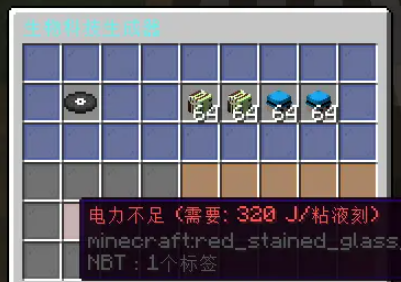 生物科技生成器
64 64 64 64
电力不足 (需要: 320 J/粘液刻)
minecraft:red_stained_glass_
NBT: 1个标签